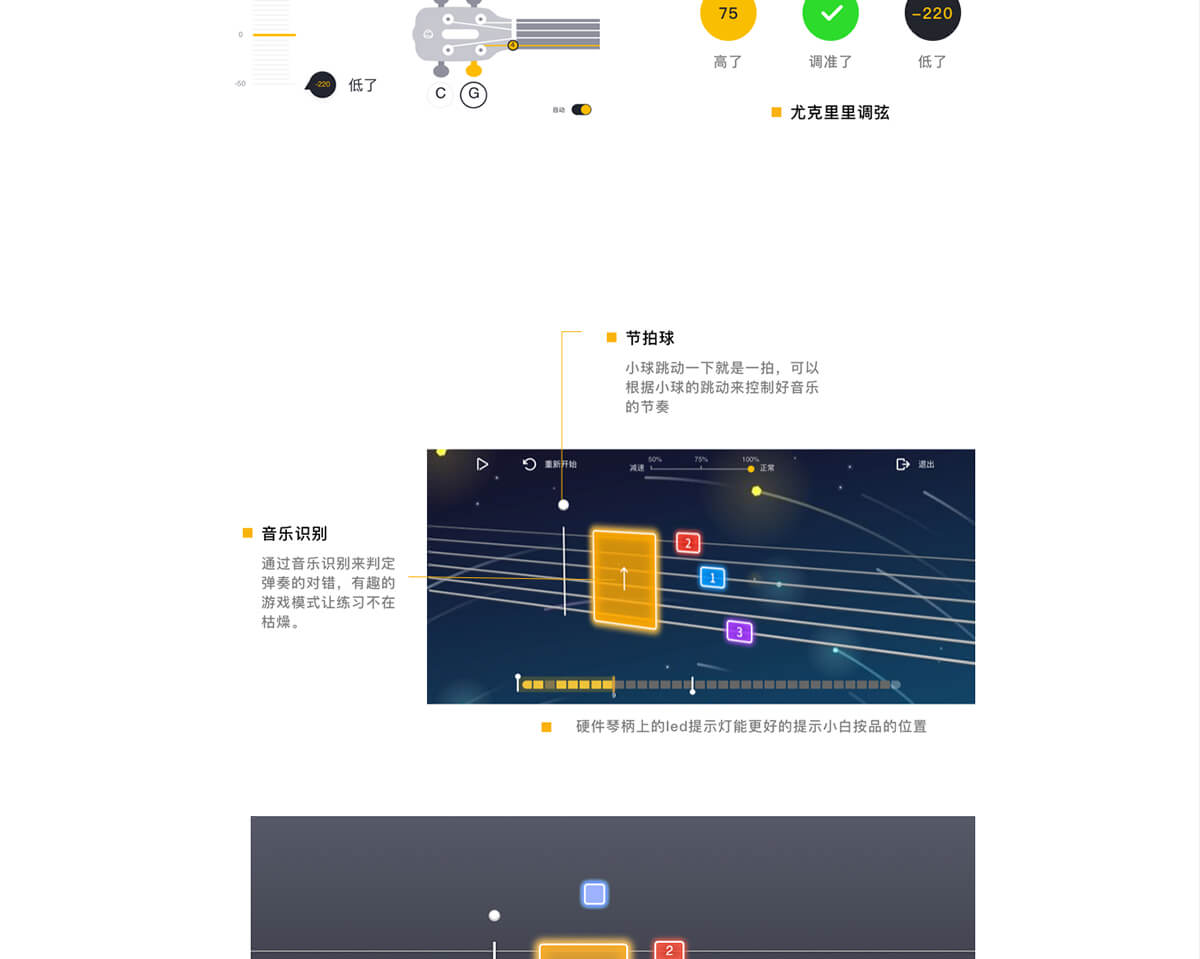 75
-220
0
高了
调准了
低了
-50
-220
低了
C
G
自动
尤克里里调弦
节拍球
小球跳动一下就是一拍，可以
根据小球的跳动来控制好音乐
的节奏
重新开始
减速
50%
75%
100%
正常
退出
音乐识别
通过音乐识别来判定
弹奏的对错，有趣的
游戏模式让练习不在
枯燥。
2
1
3
硬件琴柄上的led提示灯能更好的提示小白按品的位置
2